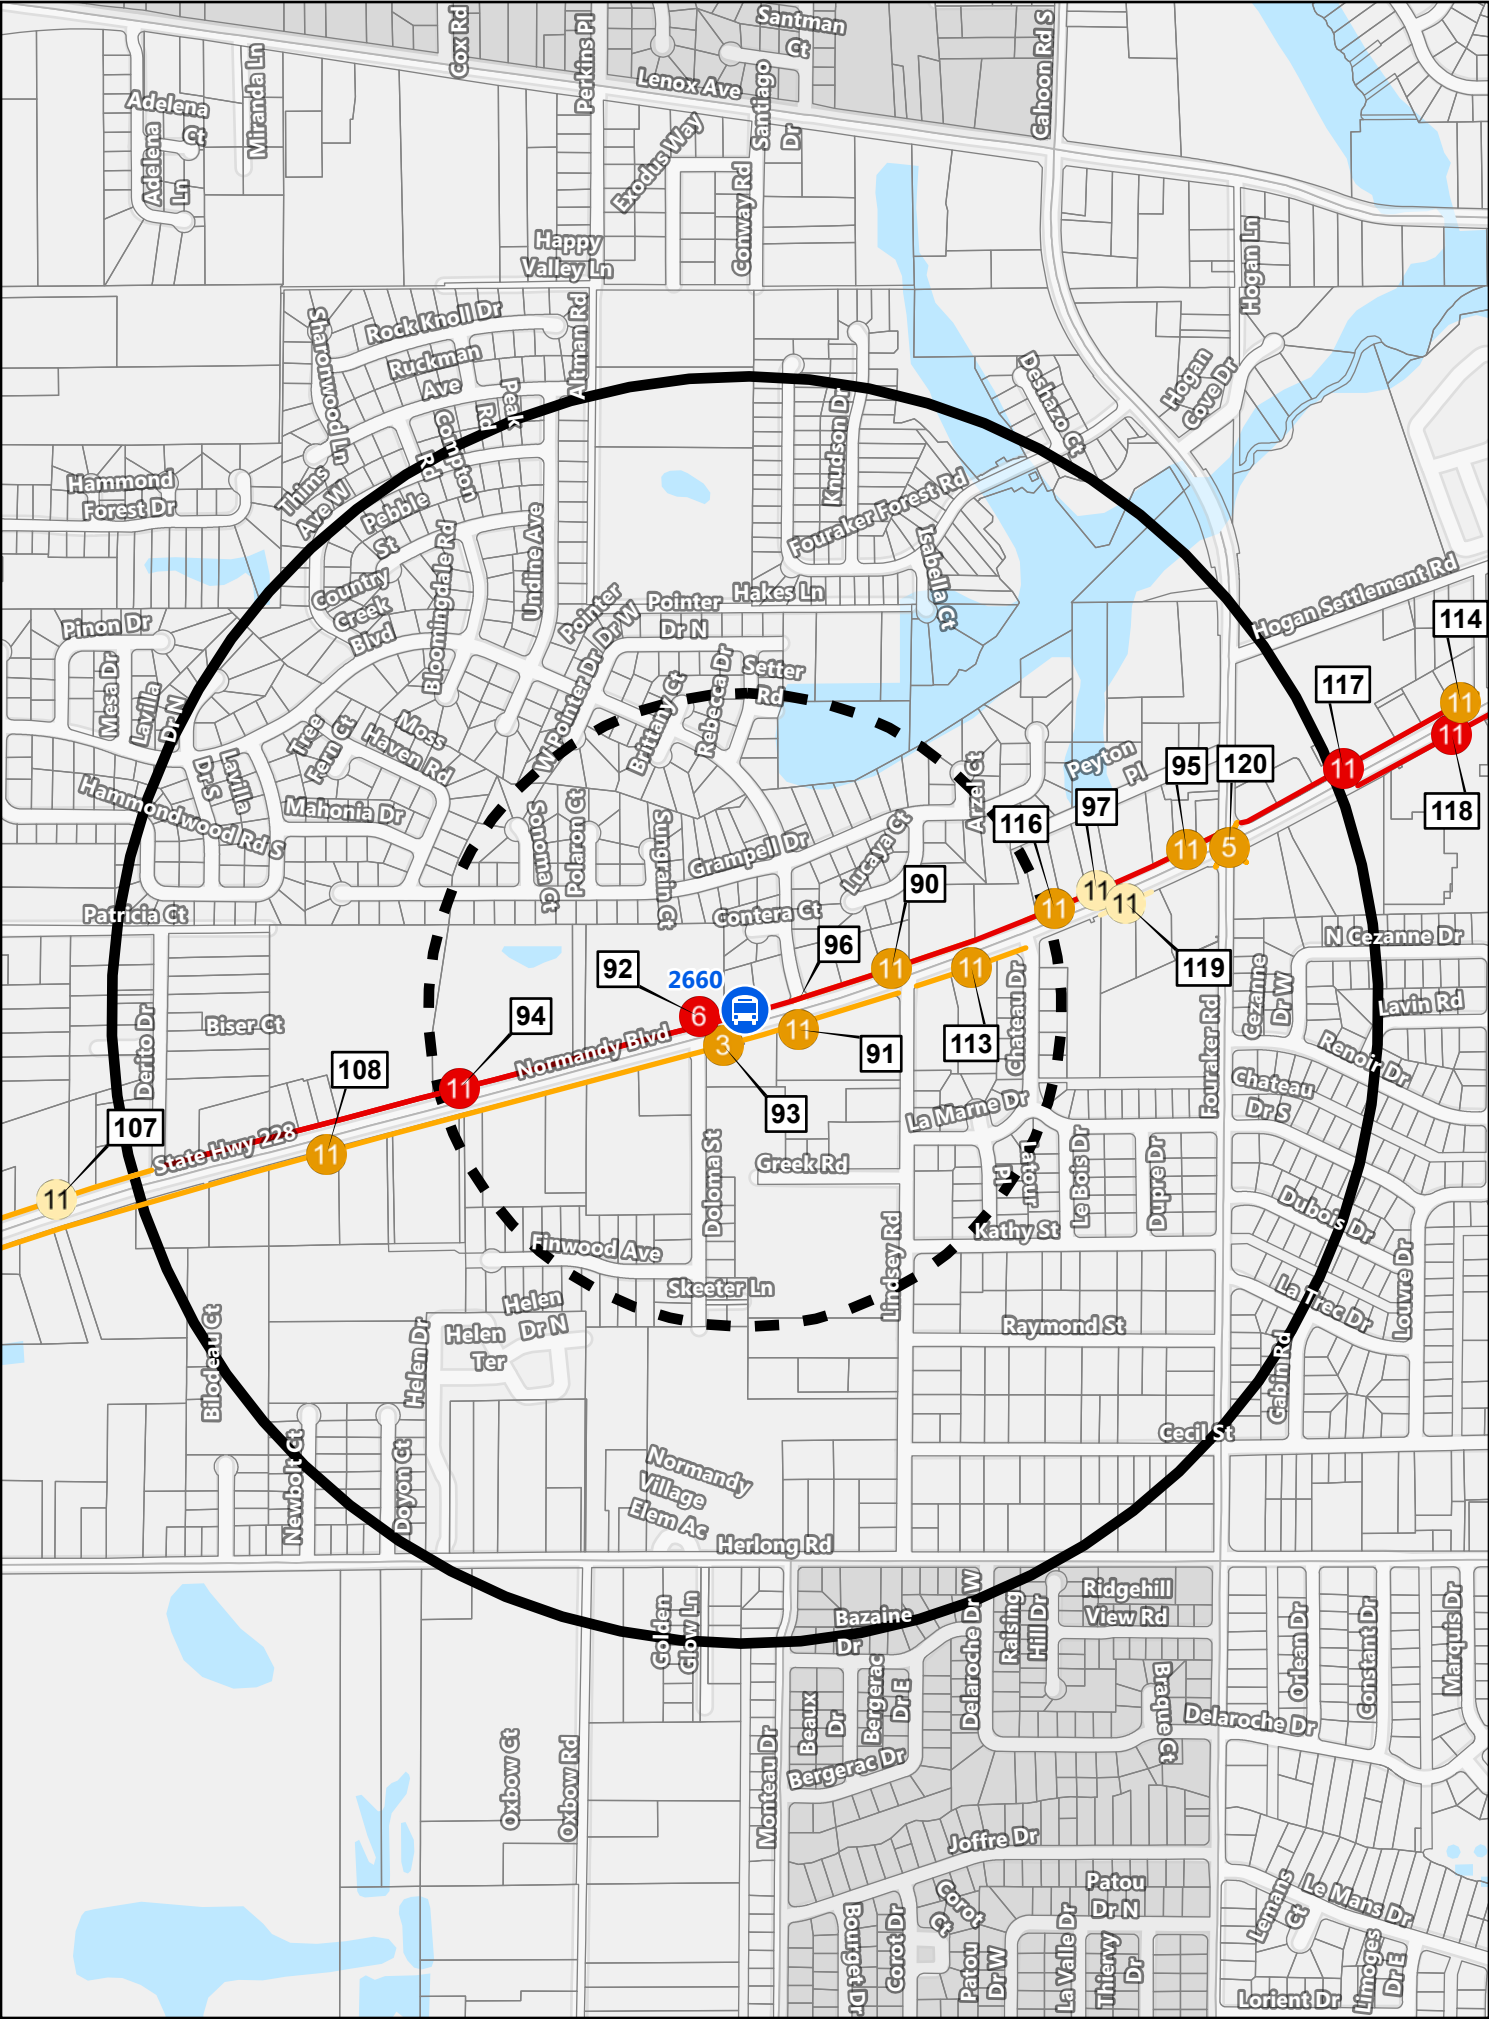 Santman
Ct
Cox Rd
Perkins Pl
Cahoon Rd S
Miranda Ln
Lenox Ave
Santiago
Dr
Adelena
Ct
Adelena
Ln
Exodus Way
Conway Rd
Happy
Valley Ln
Hogan Ln
Sharonwood Ln
Rock Knoll Dr
Altman Rd
Ruckman
Ave
Peak
Rd
Compton
Rd
Knudson Dr
Deshazo Ct
Hogan
Cove Dr
Hammond
Forest Dr
Thims
Ave W
Pebble
St
Fouraker Forest Rd
Isabella Ct
Undine Ave
Bloomingdale Rd
Country
Creek
Blvd
Pointer
Dr W
W Pointer Dr
Pointer
Dr N
Hakes Ln
Hogan Settlement Rd
Pinon Dr
Mesa Dr
Lavilla
Dr N
Setter
Rd
Rebecca Dr
Brittany Ct
114
11
117
11
11
118
Tree
Fern Ct
Moss
Haven Rd
Lavilla
Dr S
Mahonia Dr
Hammondwood Rd S
Peyton
Pl
Arzel Ct
95
11
120
5
97
11
116
11
11
119
Sonoma Ct
Polaron Ct
Sungrain Ct
Grampell Dr
Lucaya Ct
Contera Ct
90
11
96
Patricia Ct
N Cezanne Dr
Cezanne
Dr W
Lavin Rd
92
6
2660
11
113
Chateau Dr
11
91
3
93
94
11
Normandy Blvd
Biser Ct
Derito Dr
108
11
107
11
State Hwy 228
Fouraker Rd
Renoir Dr
Chateau
Dr S
La Marne Dr
Latour
Pl
Le Bois Dr
Dupre Dr
Greek Rd
Doloma St
Kathy St
Dubois Dr
Louvre Dr
La Trec Dr
Finwood Ave
Skeeter Ln
Lindsey Rd
Helen
Dr N
Helen
Ter
Helen Dr
Raymond St
Gabin Rd
Bilodeau Ct
Cecil St
Newbolt Ct
Doyon Ct
Normandy
Village
Elem Ac
Herlong Rd
Golden
Glow Ln
Bazaine
Dr
Delaroche Dr W
Raising
Hill Dr
Ridgehill
View Rd
Orlean Dr
Constant Dr
Marquis Dr
Beaux
Dr
Bergerac
Dr E
Bergerac Dr
Braque Ct
Delaroche Dr
Oxbow Ct
Oxbow Rd
Monteau Dr
Joffre Dr
Patou
Dr N
Corot
Ct
Bourget Dr
Corot Dr
Patou
Dr W
La Valle Dr
Thiervy
Dr
Lemans
Ct
Le Mans Dr
Limoges
Dr E
Lorient Dr